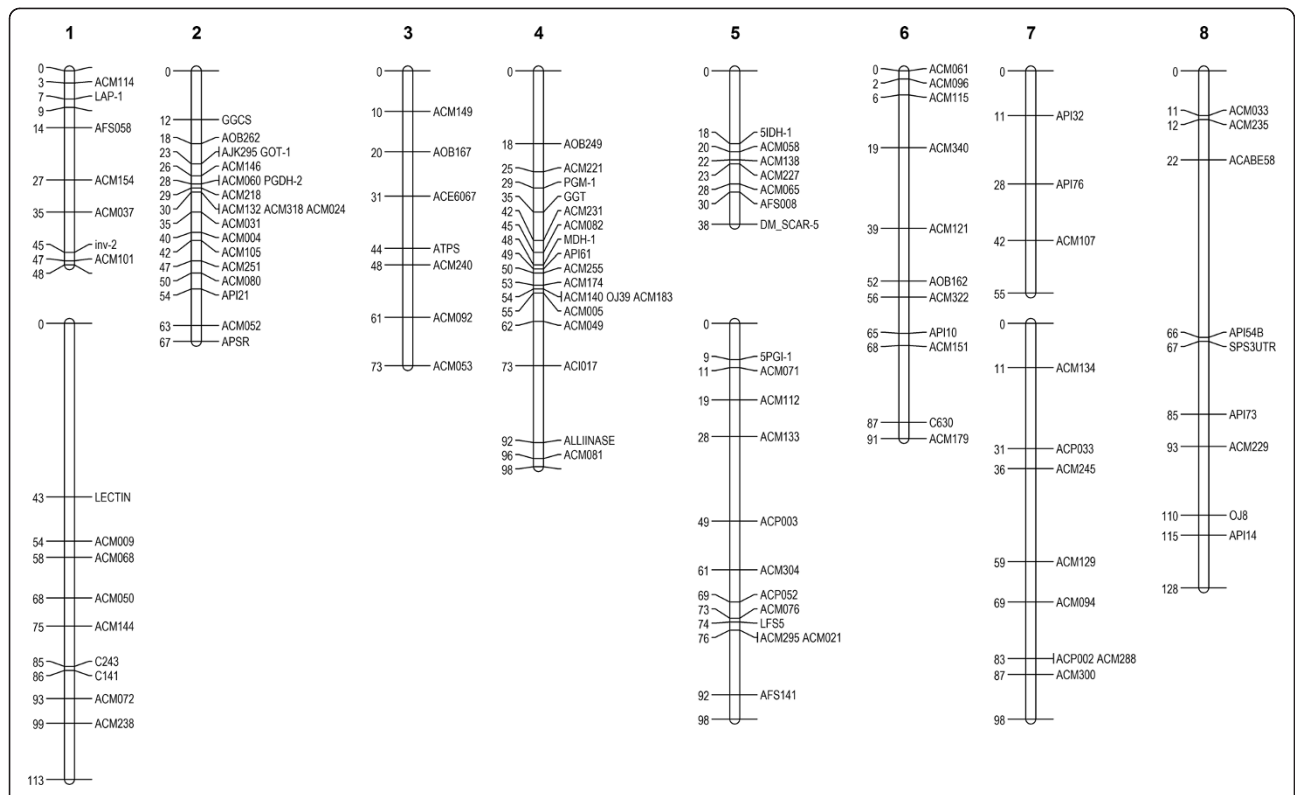 1
0
3 ACM114
7 LAP-1
9
14 AFS058
27 ACM154
35 ACM037
45 inv-2
47 ACM101
48
0
43 LECTIN
54 ACM009
58 ACM068
68 ACM050
75 ACM144
85 C243
86 C141
93 ACM072
99 ACM238
113
2
0
12 GGCS
18 AOB262
23 AJK295 GOT-1
26 ACM146
28 ACM060 PGDH-2
29 ACM218
30 ACM132 ACM318 ACM024
35 ACM031
40 ACM004
42 ACM105
47 ACM251
50 ACM080
54 API21
63 ACM052
67 APSR
3
0
10 ACM149
20 AOB167
31 ACE6067
44 ATPS
48 ACM240
61 ACM092
73 ACM053
4
0
18 AOB249
25 ACM221
29 PGM-1
35 GGT
42 ACM231
45 ACM082
48 MDH-1
49 API61
50 ACM255
53 ACM174
54 ACM140 OJ39 ACM183
55 ACM005
62 ACM049
73 ACI017
92 ALLIINASE
96 ACM081
98
5
0
18 5IDH-1
20 ACM058
22 ACM138
23 ACM227
28 ACM065
30 AFS008
38 DM_SCAR-5
0
9 5PGI-1
11 ACM071
19 ACM112
28 ACM133
49 ACP003
61 ACM304
69 ACP052
73 ACM076
74 LFS5
76 ACM295 ACM021
92 AFS141
98
6
0 ACM061
2 ACM096
6 ACM115
19 ACM340
39 ACM121
52 AOB162
56 ACM322
65 API10
68 ACM151
87 C630
91 ACM179
7
0
11 API32
28 API76
42 ACM107
55
0
11 ACM134
31 ACP033
36 ACM245
59 ACM129
69 ACM094
83 ACP002 ACM288
87 ACM300
98
8
0
11 ACM033
12 ACM235
22 ACABE58
66 API54B
67 SPS3UTR
85 API73
93 ACM229
110 OJ8
115 API14
128